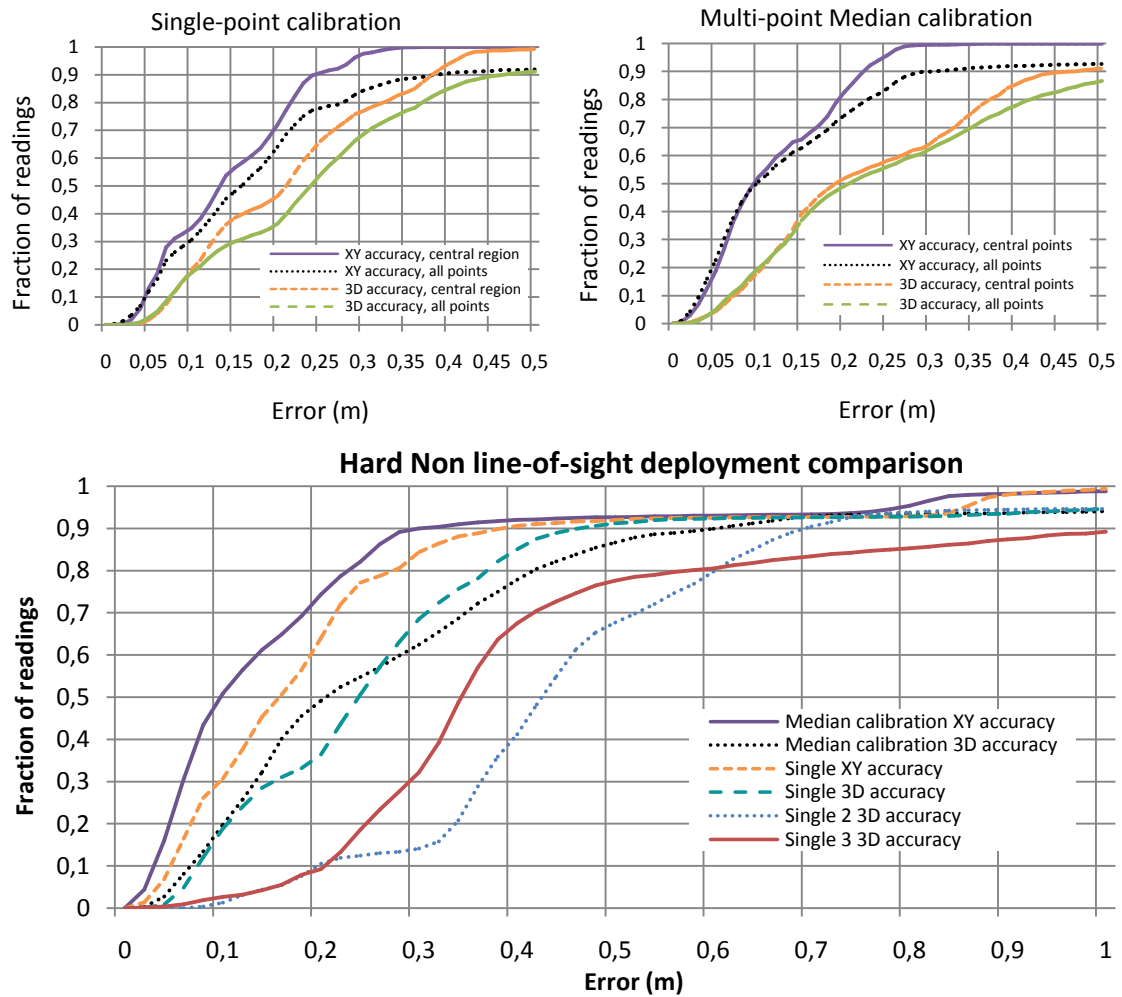 Single-point calibration
1
0,9
0,8
0,7
0,6
0,5
0,4
0,3
0,2
0,1
0
Fraction of readings
XY accuracy, central region
XY accuracy, all points
3D accuracy, central region
3D accuracy, all points
0 0,05 0,1 0,15 0,2 0,25 0,3 0,35 0,4 0,45 0,5
Error (m)
Multi-point Median calibration
1
0,9
0,8
0,7
0,6
0,5
0,4
0,3
0,2
0,1
0
Fraction of readings
XY accuracy, central points
XY accuracy, all points
3D accuracy, central points
3D accuracy, all points
0 0,05 0,1 0,15 0,2 0,25 0,3 0,35 0,4 0,45 0,5
Error (m)
Hard Non line-of-sight deployment comparison
1
0,9
0,8
0,7
0,6
0,5
0,4
0,3
0,2
0,1
0
Fraction of readings
Median calibration XY accuracy
Median calibration 3D accuracy
Single XY accuracy
Single 3D accuracy
Single 2 3D accuracy
Single 3 3D accuracy
0 0,1 0,2 0,3 0,4 0,5 0,6 0,7 0,8 0,9 1
Error (m)